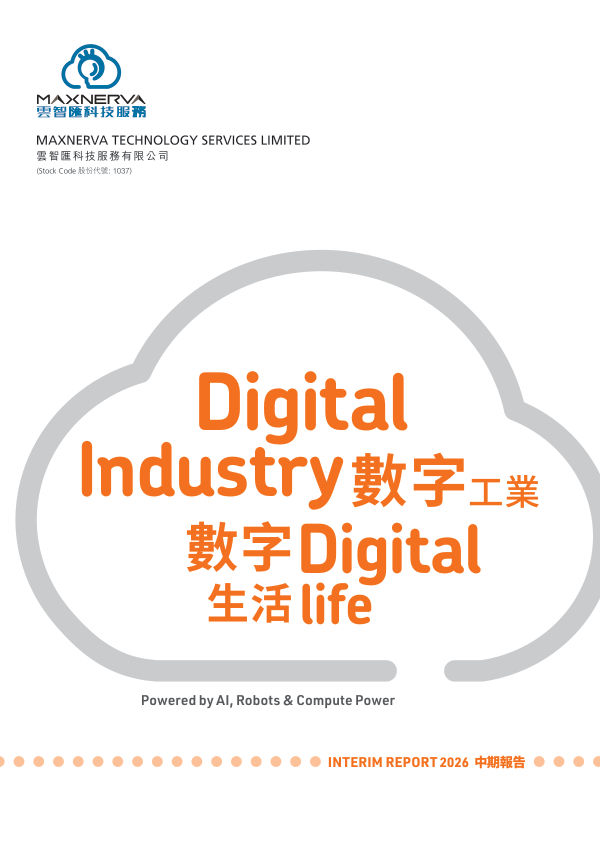 MAXNERVA
雲智匯科技服務
MAXNERVA TECHNOLOGY SERVICES LIMITED
雲智匯科技服務有限公司
(Stock Code 股份代號: 1037)
Digital
Industry 數字工業
數字 Digital
生活 life
Powered by AI, Robots & Compute Power
INTERIM REPORT 2026 中期報告